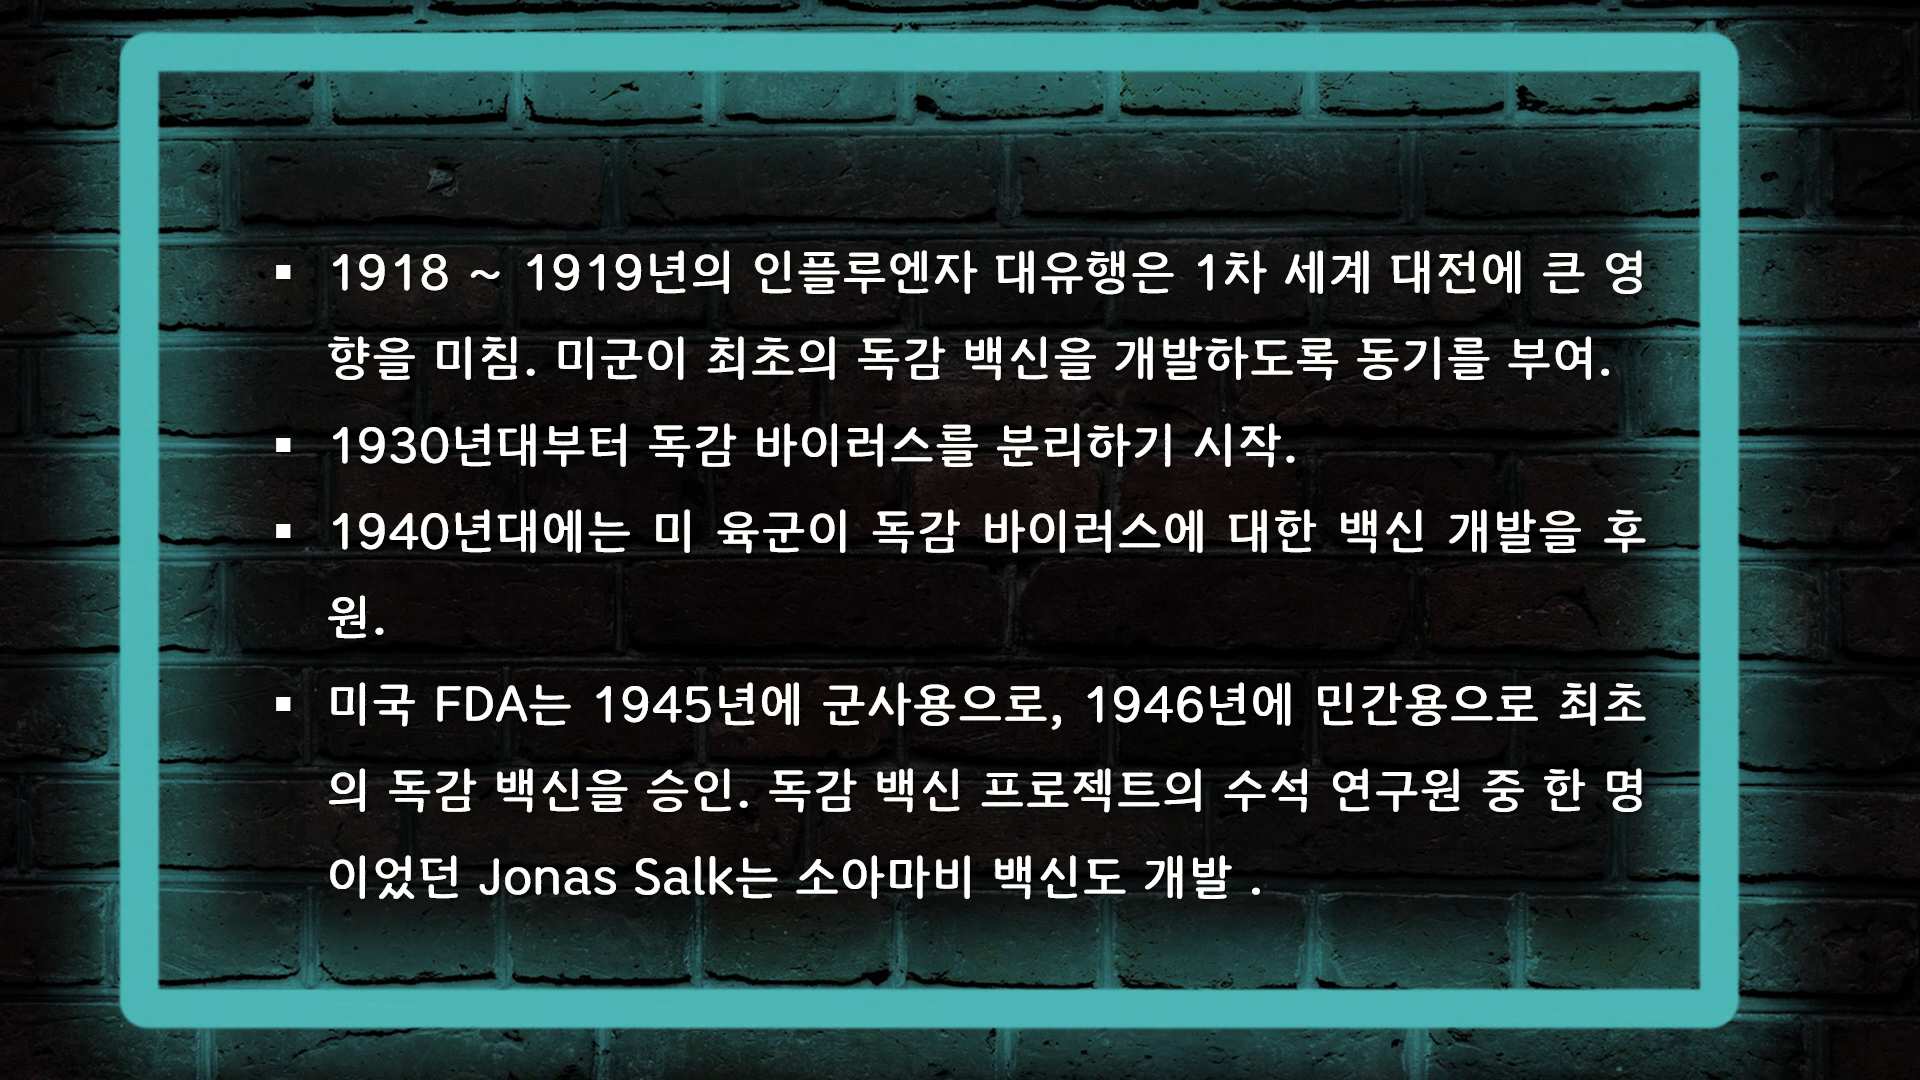 ▪ 1918 ~ 1919년의 인플루엔자 대유행은 1차 세계 대전에 큰 영
향을 미침. 미군이 최초의 독감 백신을 개발하도록 동기를 부여.
▪ 1930년대부터 독감 바이러스를 분리하기 시작.
▪ 1940년대에는 미 육군이 독감 바이러스에 대한 백신 개발을 후
원.
▪ 미국 FDA는 1945년에 군사용으로, 1946년에 민간용으로 최초
의 독감 백신을 승인. 독감 백신 프로젝트의 수석 연구원 중 한 명
이었던 Jonas Salk는 소아마비 백신도 개발 .